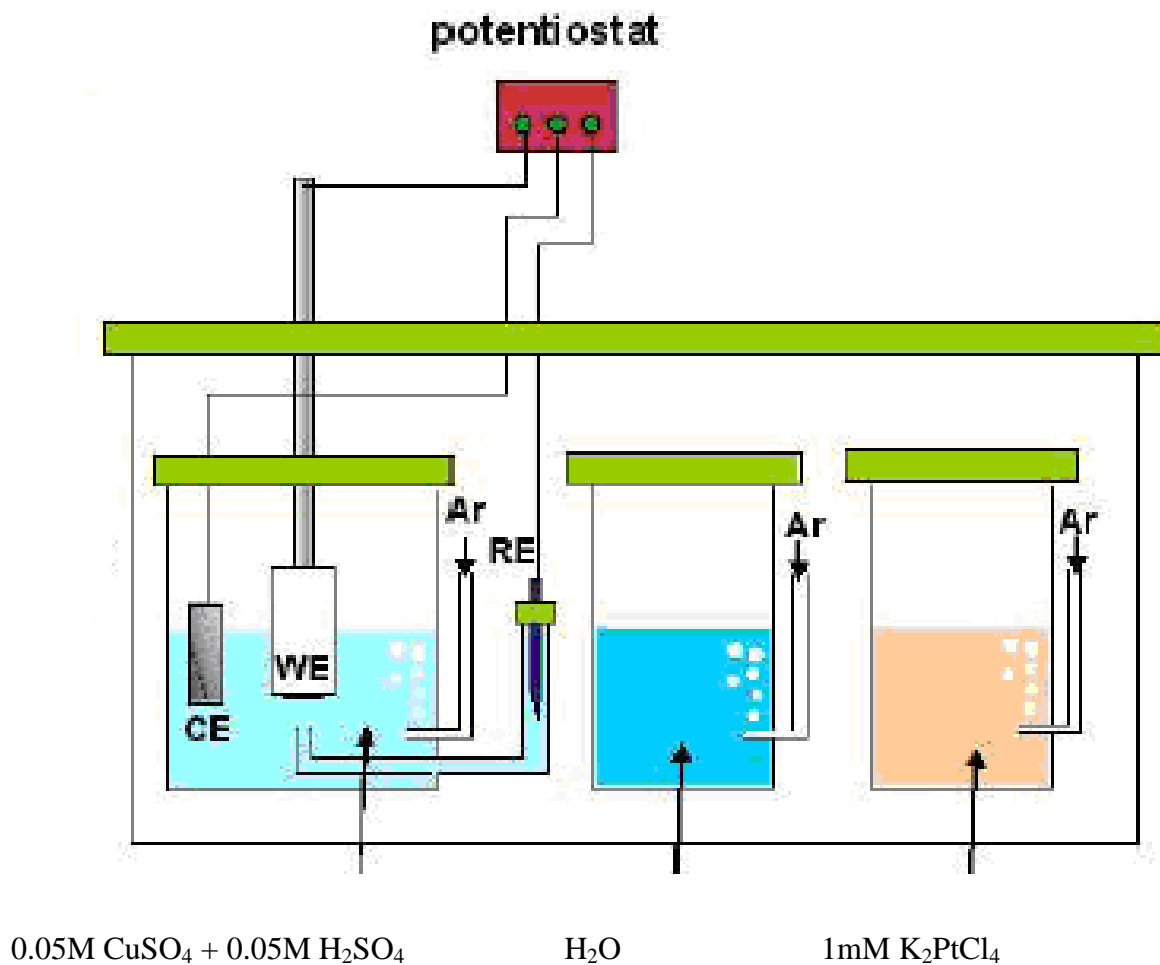 potentiostat
Ar
RE
Ar
Ar
WE
CE
0.05M CuSO₄ + 0.05M H₂SO₄ H₂O 1mM K₂PtCl₄